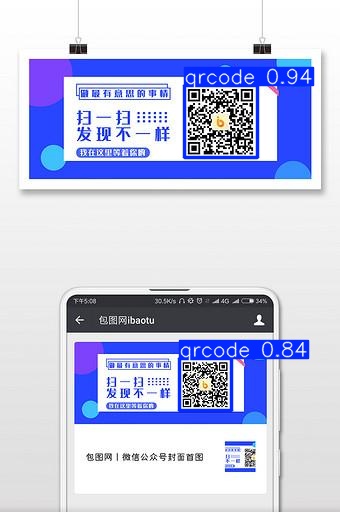 qrcode 0.94
做最有意思的事情
扫一扫
发现不一样
我在这里等着你哟
下午5:08
30.5K/s 4G 34%
包图网ibaotu
qrcode 0.84
做最有意思的事情
扫一扫
发现不一样
我在这里等着你哟
包图网丨微信公众号封面首图